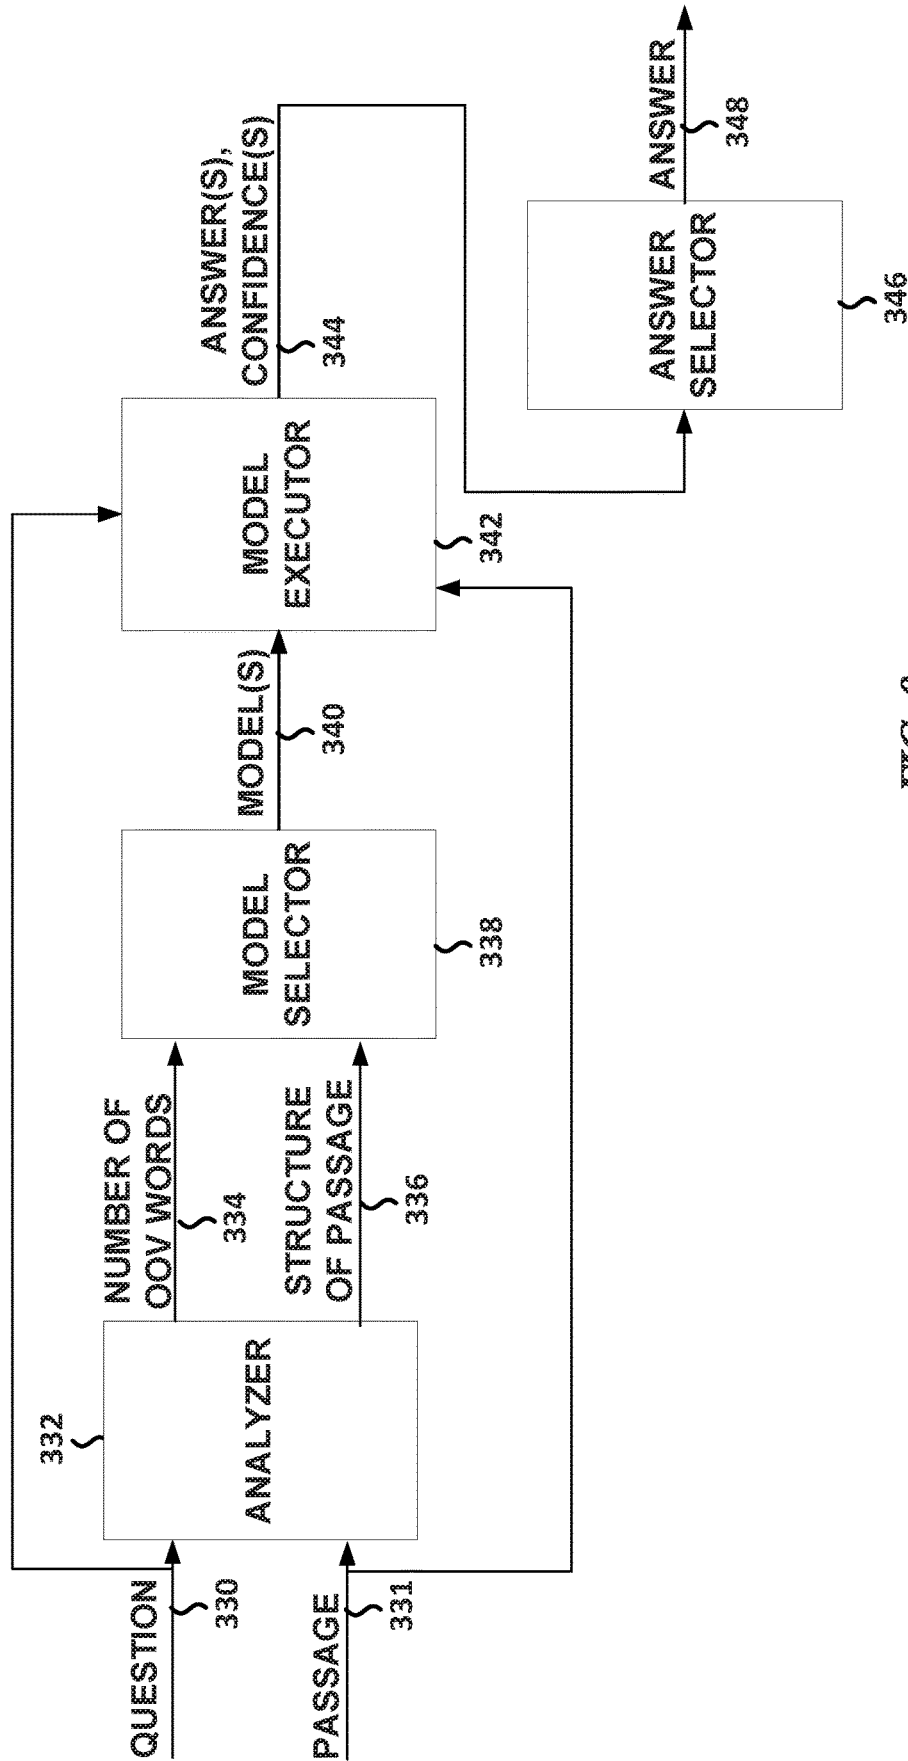 QUESTION
330
PASSAGE
331
332
ANALYZER
NUMBER OF
OOV WORDS
334
STRUCTURE
OF PASSAGE
336
MODEL
SELECTOR
338
MODEL(S)
340
MODEL
EXECUTOR
342
ANSWER(S),
CONFIDENCE(S)
344
ANSWER
SELECTOR
346
ANSWER
348